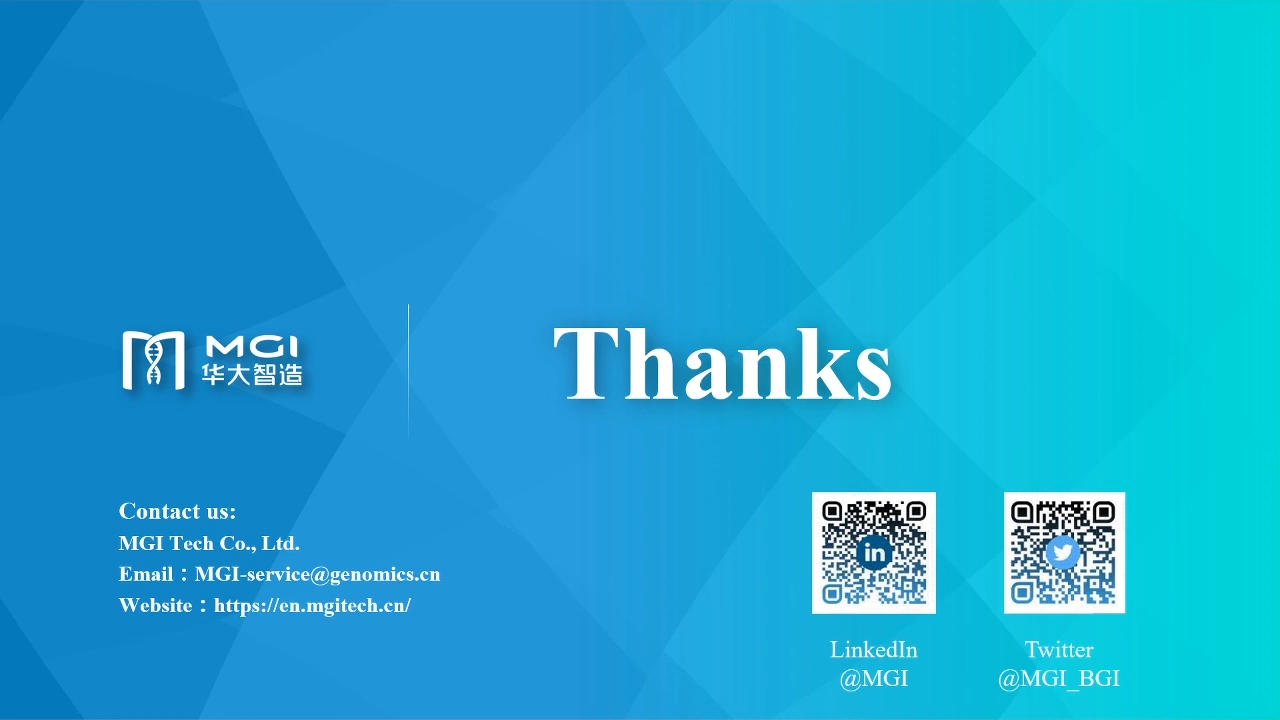 MGI
华大智造
Thanks
Contact us:
MGI Tech Co., Ltd.
Email：MGI-service@genomics.cn
Website：https://en.mgitech.cn/
in
LinkedIn
@MGI
Twitter
@MGI_BGI